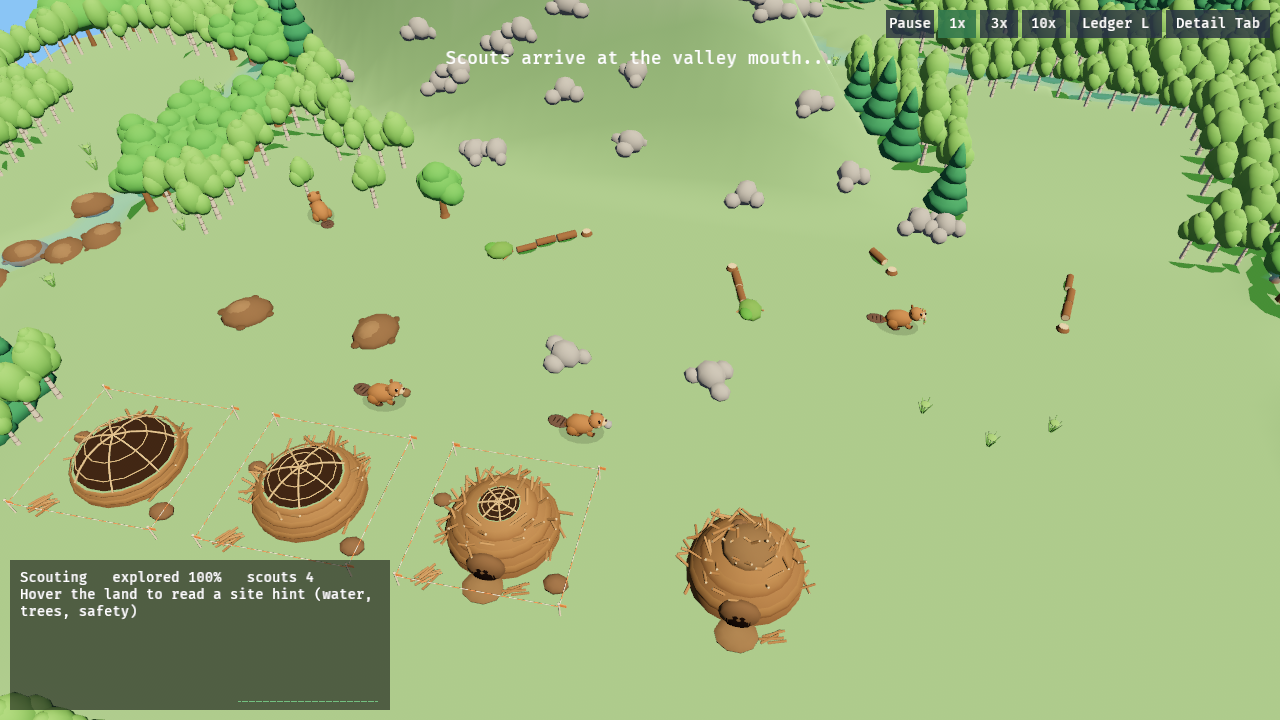 Pause 1x 3x 10x Ledger L Detail Tab
Scouts arrive at the valley mouth...
Scouting explored 100% scouts 4
Hover the land to read a site hint (water,
trees, safety)